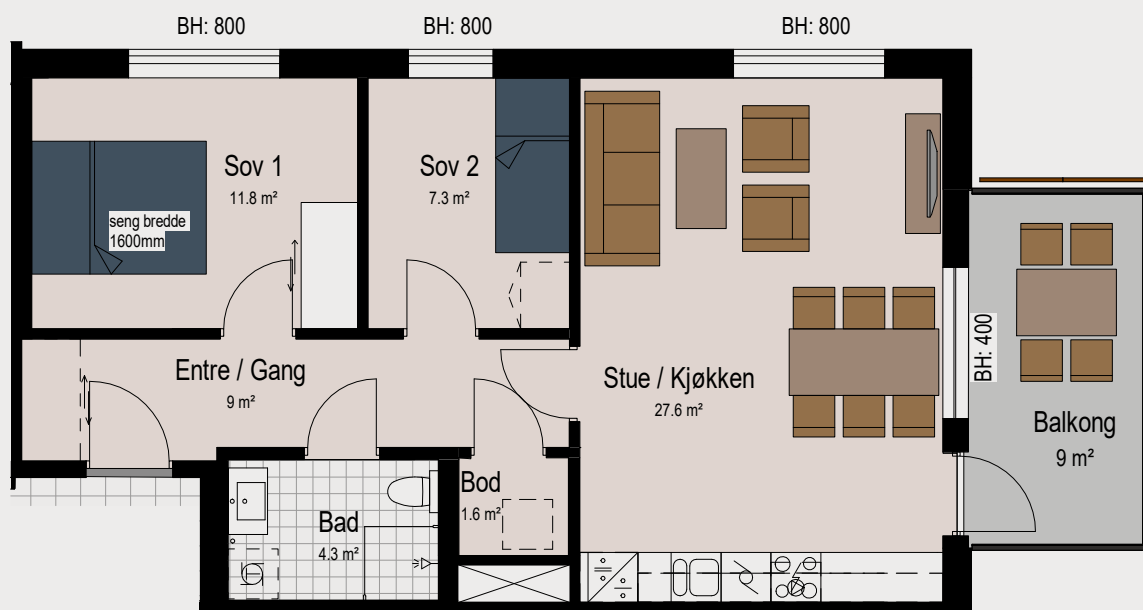 BH: 800
BH: 800
BH: 800
Sov 1
11.8 m²
Sov 2
7.3 m²
seng bredde
1600mm
Entre / Gang
9 m²
Stue / Kjøkken
27.6 m²
BH: 400
Balkong
9 m²
Bod
1.6 m²
Bad
4.3 m²